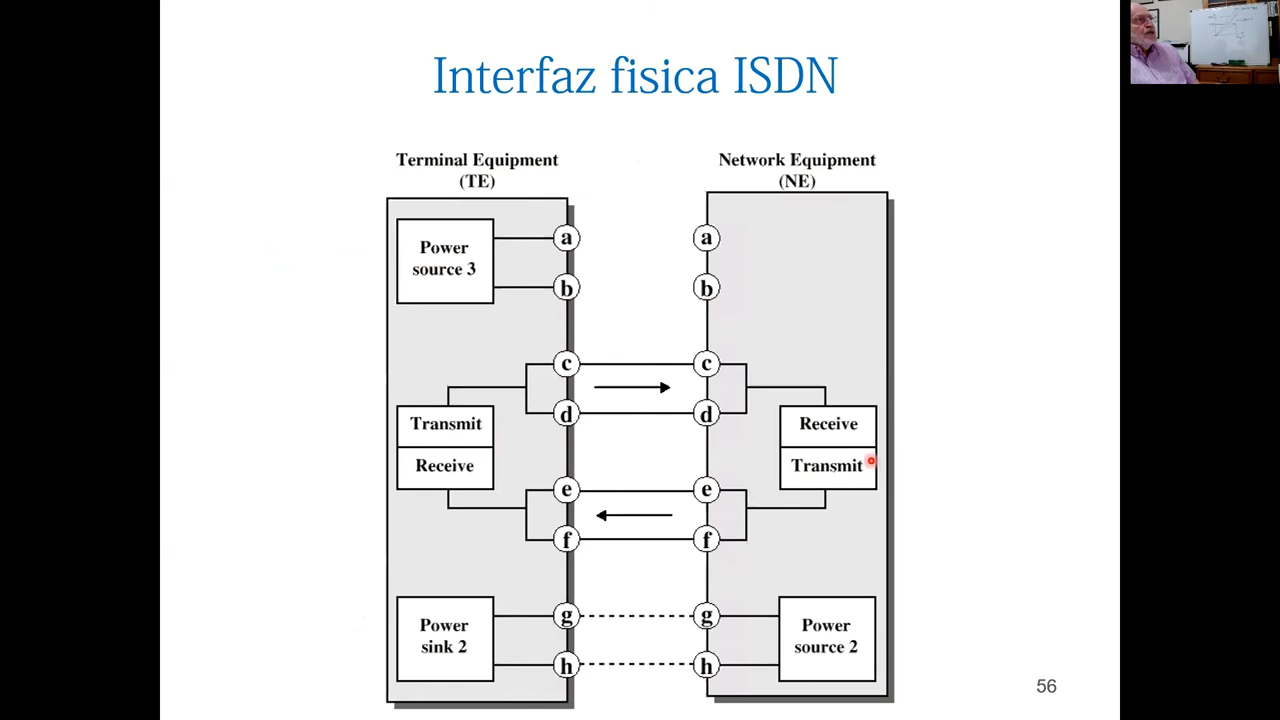 Interfaz fisica ISDN
Terminal Equipment
(TE)
Network Equipment
(NE)
Power
source 3
a
b
a
b
c
d
c
d
Transmit
Receive
Receive
Transmit
e
f
e
f
Power
sink 2
g
h
g
h
Power
source 2
56